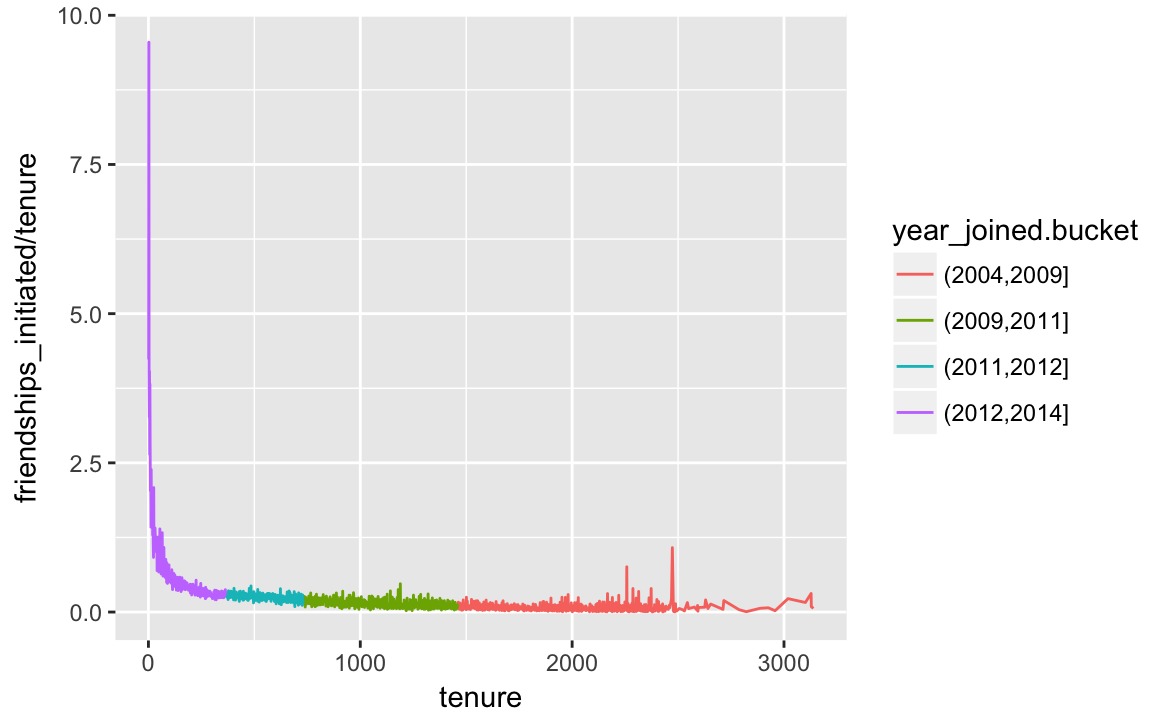 10.0
7.5
5.0
2.5
0.0
friendships_initiated/tenure
0 1000 2000 3000
tenure
year_joined.bucket
(2004,2009]
(2009,2011]
(2011,2012]
(2012,2014]